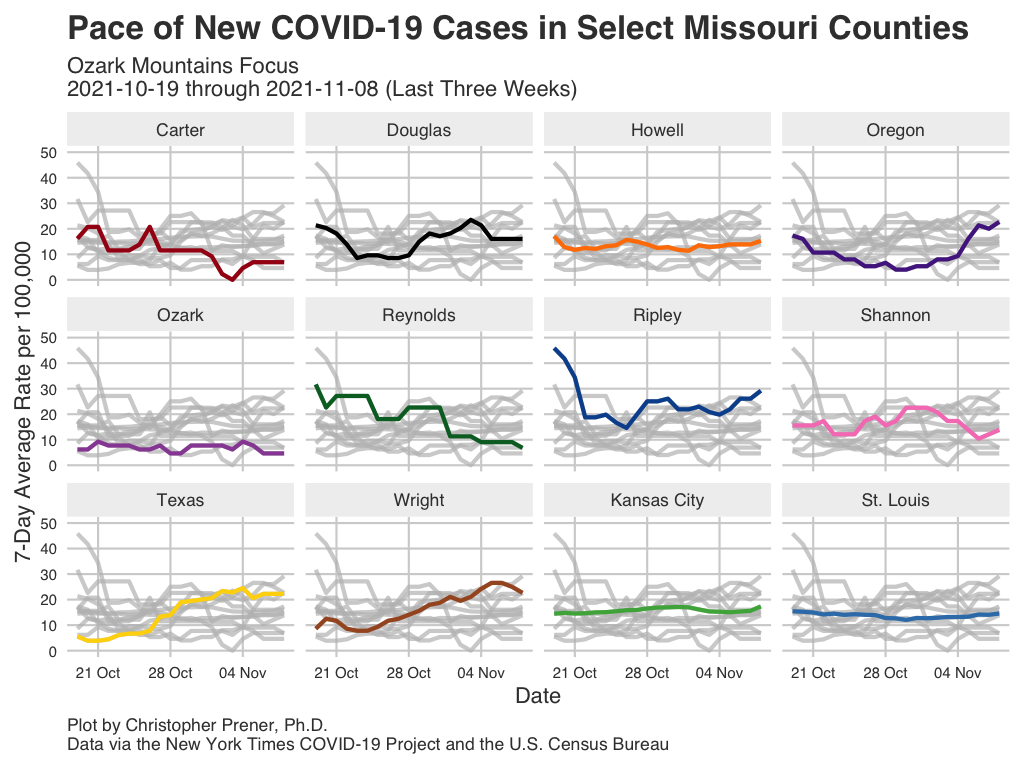 Pace of New COVID-19 Cases in Select Missouri Counties
Ozark Mountains Focus
2021-10-19 through 2021-11-08 (Last Three Weeks)
Carter Douglas Howell Oregon
50
40
30
20
10
0
Ozark Reynolds Ripley Shannon
50
40
30
20
10
0
Texas Wright Kansas City St. Louis
50
40
30
20
10
0
7-Day Average Rate per 100,000
21 Oct 28 Oct 04 Nov 21 Oct 28 Oct 04 Nov 21 Oct 28 Oct 04 Nov 21 Oct 28 Oct 04 Nov
Date
Plot by Christopher Prener, Ph.D.
Data via the New York Times COVID-19 Project and the U.S. Census Bureau